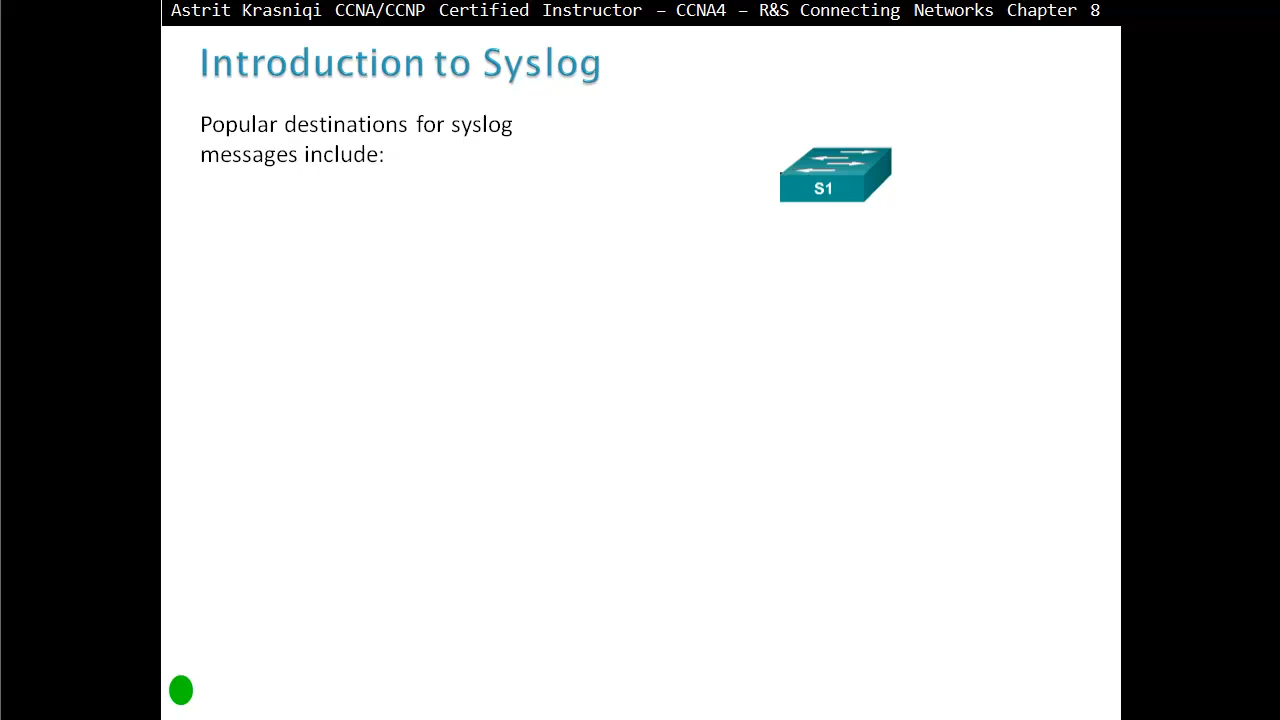 Astrit Krasniqi CCNA/CCNP Certified Instructor – CCNA4 – R&S Connecting Networks Chapter 8
Introduction to Syslog
Popular destinations for syslog
messages include:
S1